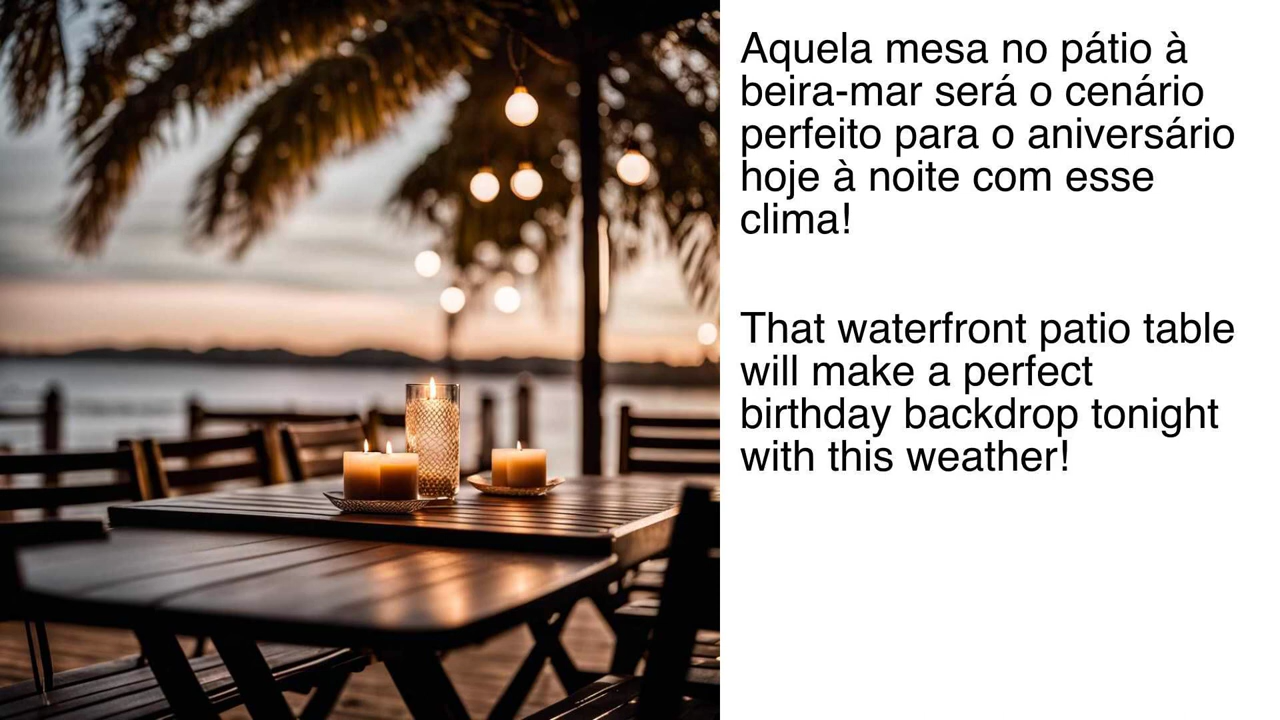 Aquela mesa no pátio à
beira-mar será o cenário
perfeito para o aniversário
hoje à noite com esse
clima!
That waterfront patio table
will make a perfect
birthday backdrop tonight
with this weather!